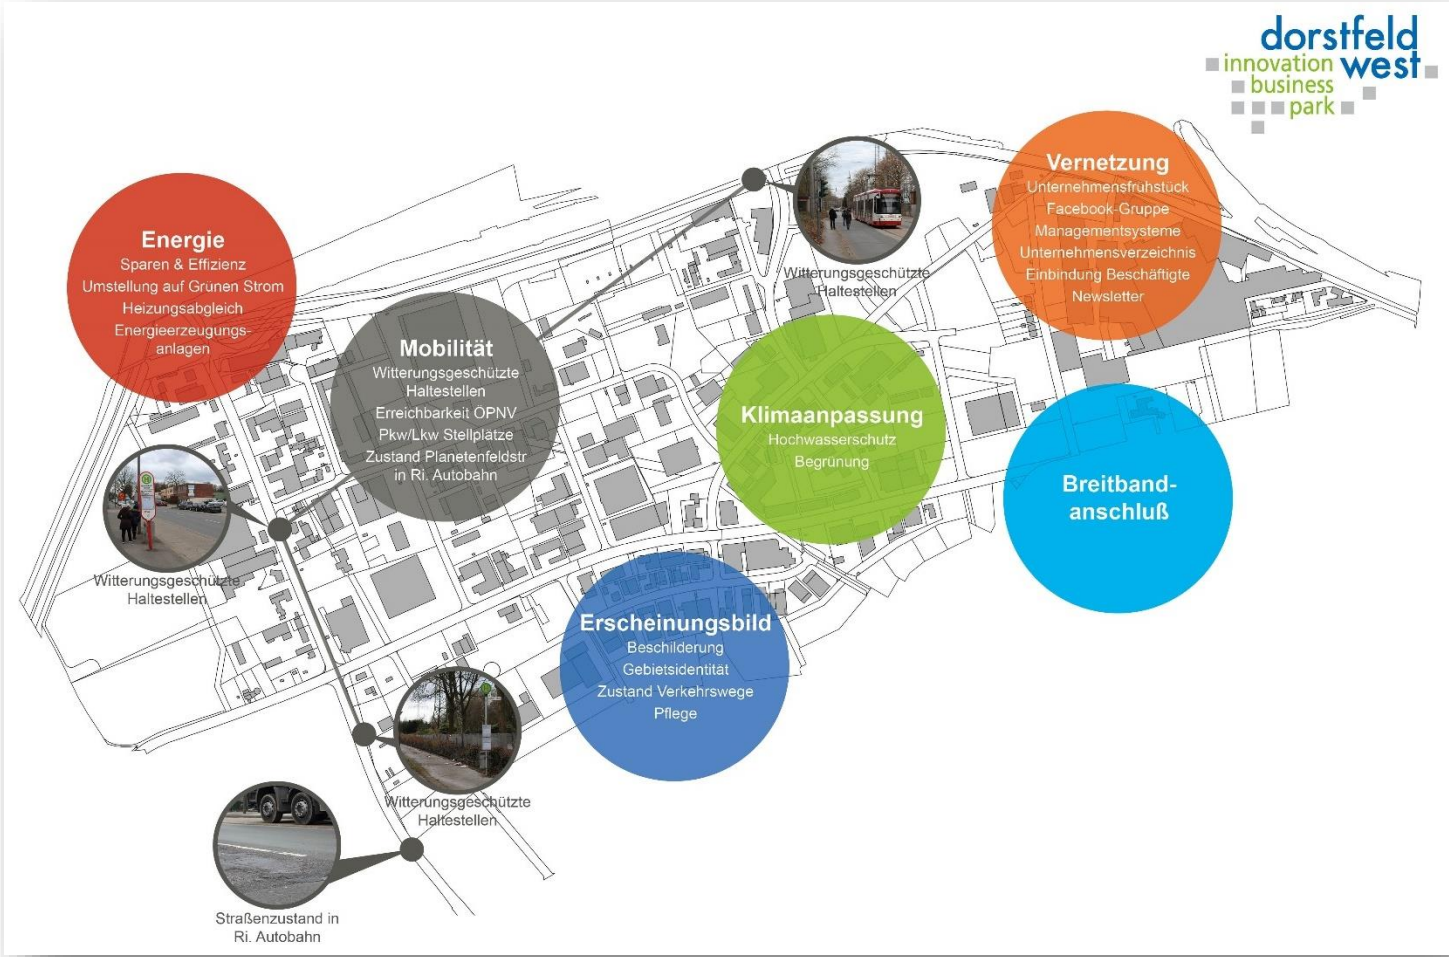 dorstfeld
innovation west
business
park
Vernetzung
Unternehmensfrühstück
Facebook-Gruppe
Managementsysteme
Unternehmensverzeichnis
Einbindung Beschäftigte
Newsletter
Energie
Sparen & Effizienz
Umstellung auf Grünen Strom
Heizungsabgleich
Energieerzeugungs-
anlagen
Witterungsgeschützte
Haltestellen
Mobilität
Witterungsgeschützte
Haltestellen
Erreichbarkeit ÖPNV
Pkw/Lkw Stellplätze
Zustand Planetenfeldstr
in Ri. Autobahn
Klimaanpassung
Hochwasserschutz
Begrünung
Breitband-
anschluß
Witterungsgeschützte
Haltestellen
Erscheinungsbild
Beschilderung
Gebietsidentität
Zustand Verkehrswege
Pflege
Witterungsgeschützte
Haltestellen
Straßenzustand in
Ri. Autobahn